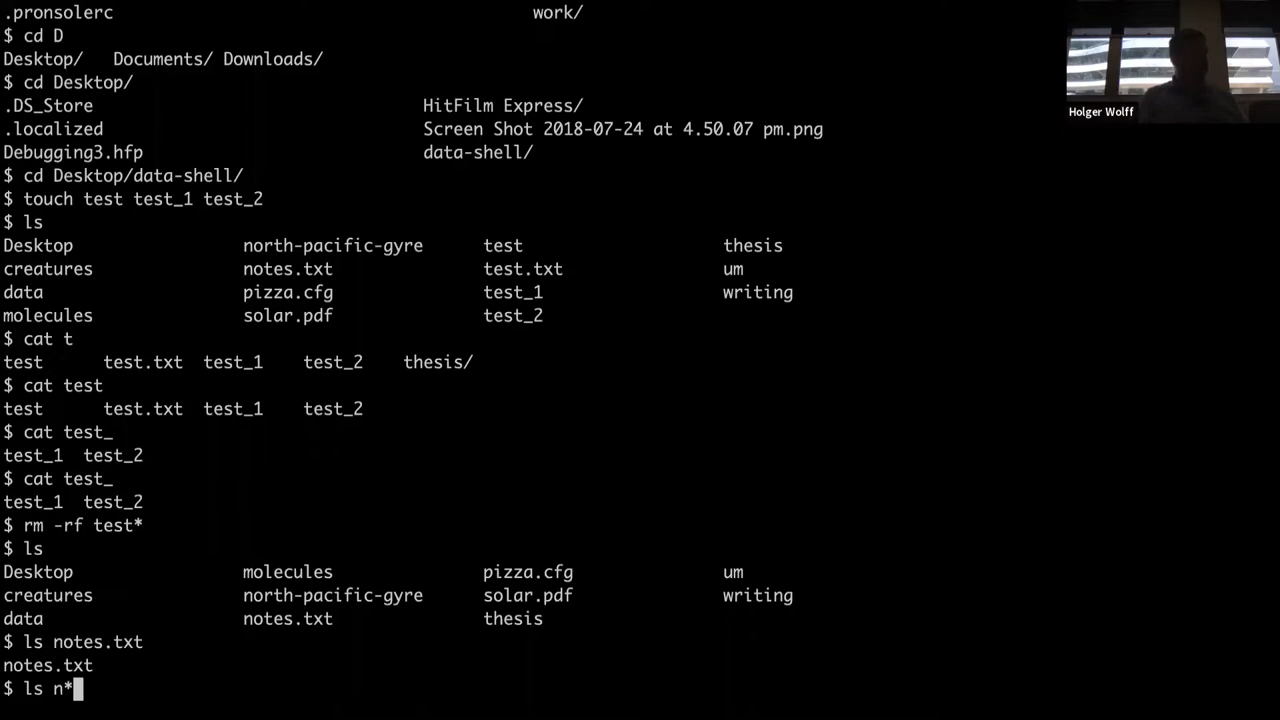 .pronsolerc work/
$ cd D
Desktop/ Documents/ Downloads/
$ cd Desktop/
.DS_Store HitFilm Express/
.localized Screen Shot 2018-07-24 at 4.50.07 pm.png
Debugging3.hfp data-shell/
$ cd Desktop/data-shell/
$ touch test test_1 test_2
$ ls
Desktop north-pacific-gyre test thesis
creatures notes.txt test.txt um
data pizza.cfg test_1 writing
molecules solar.pdf test_2
$ cat t
test test.txt test_1 test_2 thesis/
$ cat test
test test.txt test_1 test_2
$ cat test_
test_1 test_2
$ cat test_
test_1 test_2
$ rm -rf test*
$ ls
Desktop molecules pizza.cfg um
creatures north-pacific-gyre solar.pdf writing
data notes.txt thesis
$ ls notes.txt
notes.txt
$ ls n*
Holger Wolff